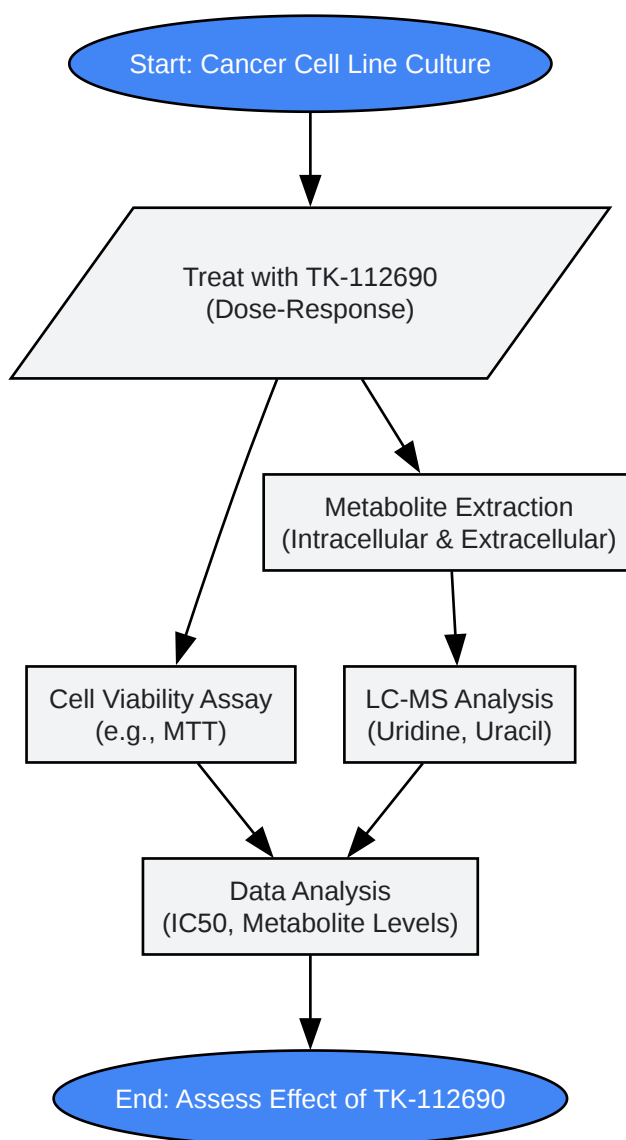 Start: Cancer Cell Line Culture
Treat with TK-112690
(Dose-Response)
Metabolite Extraction
(Intracellular & Extracellular)
Cell Viability Assay
(e.g., MTT)
LC-MS Analysis
(Uridine, Uracil)
Data Analysis
(IC50, Metabolite Levels)
End: Assess Effect of TK-112690